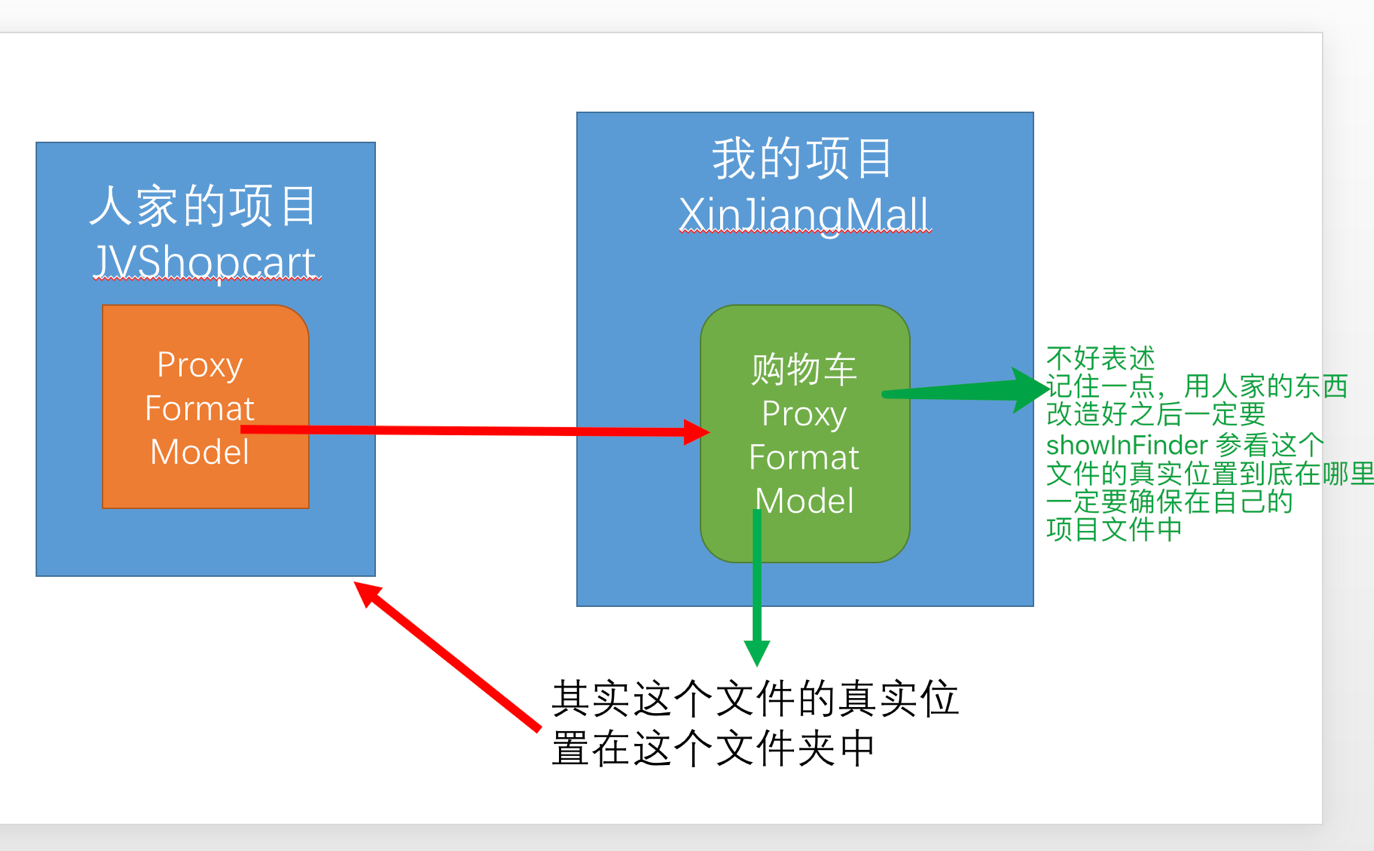 人家的项目
JVShopcart
Proxy
Format
Model
我的项目
XinJiangMall
购物车
Proxy
Format
Model
不好表述
记住一点，用人家的东西
改造好之后一定要
showInFinder 参看这个
文件的真实位置到底在哪里
一定要确保在自己的
项目文件中
其实这个文件的真实位
置在这个文件夹中